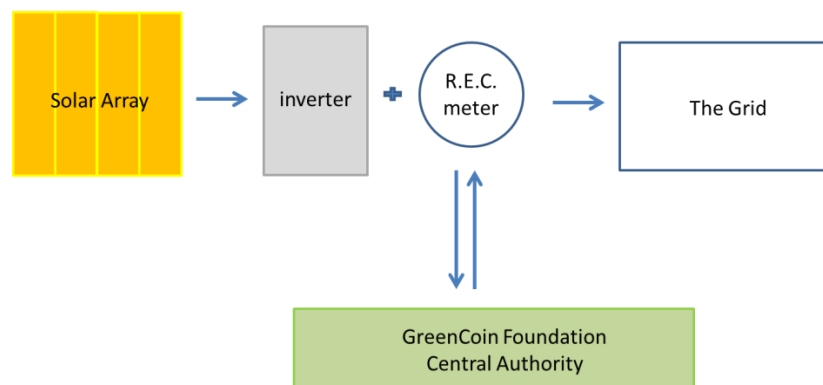 Solar Array
inverter
R.E.C.
meter
The Grid
GreenCoin Foundation
Central Authority